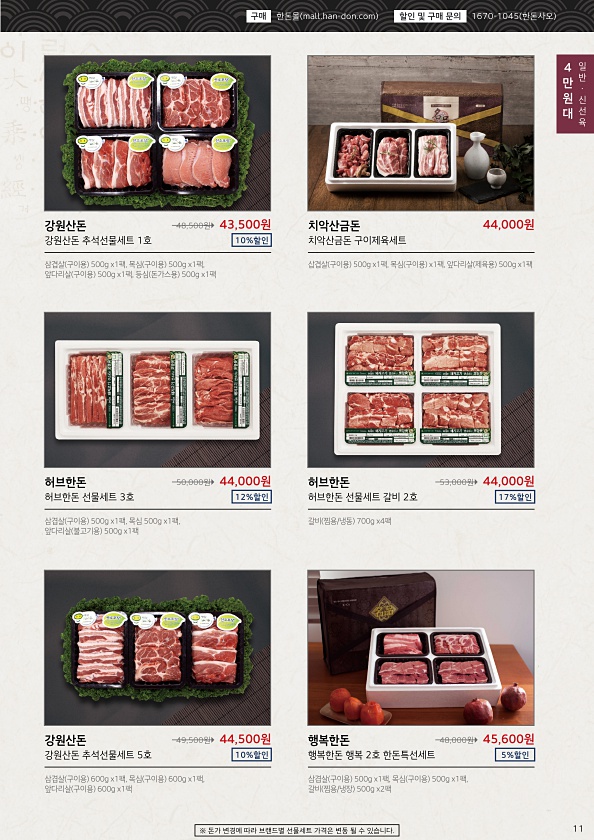 구매 한돈몰(mall.han-don.com) 할인 및 구매 문의 1670-1045(한돈사오)
4만원대
일반 · 신선육
강원산돈 48,500원 43,500원
강원산돈 추석선물세트 1호 10%할인
삼겹살(구이용) 500g x1팩, 목심(구이용) 500g x1팩,
앞다리살(구이용) 500g x1팩, 등심(돈가스용) 500g x1팩
치악산금돈 44,000원
치악산금돈 구이제육세트
삼겹살(구이용) 500g x1팩, 목심(구이용) x1팩, 앞다리살(제육용) 500g x1팩
허브한돈 50,000원 44,000원
허브한돈 선물세트 3호 12%할인
삼겹살(구이용) 500g x1팩, 목심 500g x1팩,
앞다리살(불고기용) 500g x1팩
허브한돈 53,000원 44,000원
허브한돈 선물세트 갈비 2호 17%할인
갈비(찜용/냉동) 700g x4팩
강원산돈 49,500원 44,500원
강원산돈 추석선물세트 5호 10%할인
삼겹살(구이용) 600g x1팩, 목심(구이용) 600g x1팩,
앞다리살(구이용) 600g x1팩
행복한돈 48,000원 45,600원
행복한돈 행복 2호 한돈특선세트 5%할인
삼겹살(구이용) 500g x1팩, 목심(구이용) 500g x1팩,
갈비(찜용/냉장) 500g x2팩
※ 돈가 변경에 따라 브랜드별 선물세트 가격은 변동 될 수 있습니다.
11